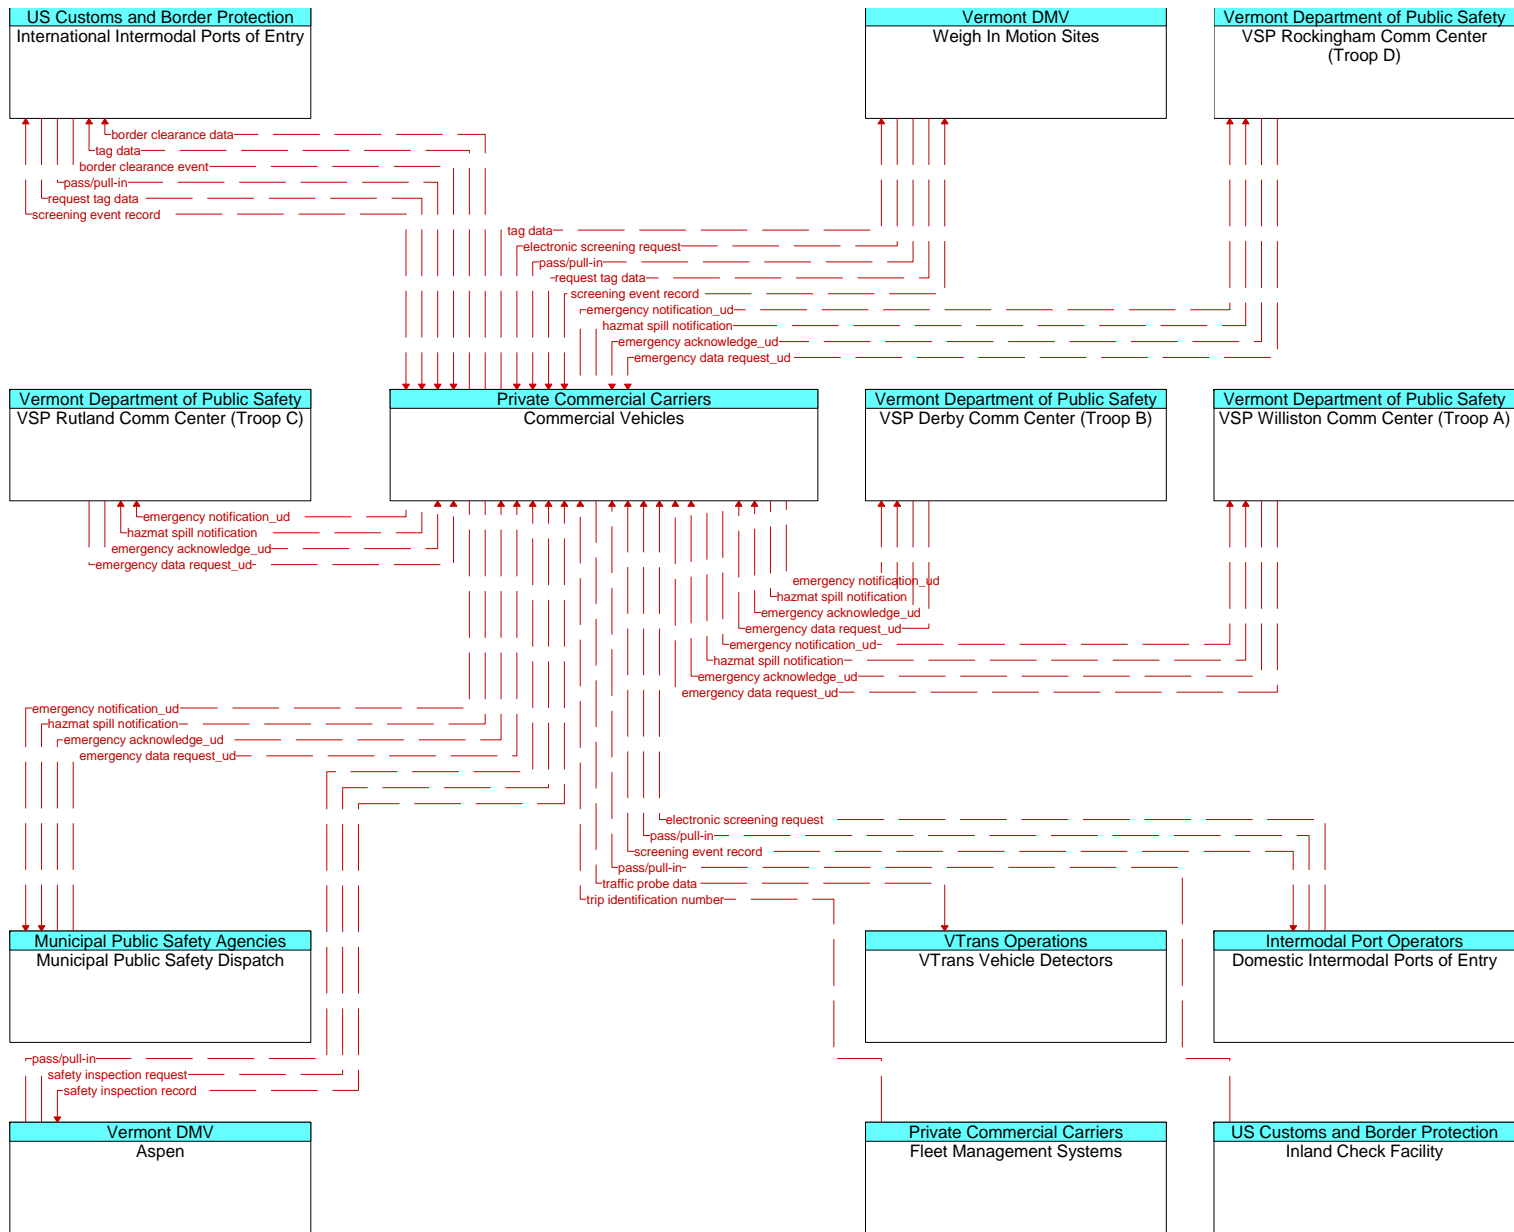 US Customs and Border Protection
International Intermodal Ports of Entry
Vermont DMV
Weigh In Motion Sites
Vermont Department of Public Safety
VSP Rockingham Comm Center
(Troop D)
border clearance data
tag data
border clearance event
pass/pull-in
request tag data
screening event record
tag data
electronic screening request
pass/pull-in
request tag data
screening event record
emergency notification_ud
hazmat spill notification
emergency acknowledge_ud
emergency data request_ud
Vermont Department of Public Safety
VSP Rutland Comm Center (Troop C)
Private Commercial Carriers
Commercial Vehicles
Vermont Department of Public Safety
VSP Derby Comm Center (Troop B)
Vermont Department of Public Safety
VSP Williston Comm Center (Troop A)
emergency notification_ud
hazmat spill notification
emergency acknowledge_ud
emergency data request_ud
emergency notification_ud
hazmat spill notification
emergency acknowledge_ud
emergency data request_ud
emergency notification_ud
hazmat spill notification
emergency acknowledge_ud
emergency data request_ud
emergency notification_ud
hazmat spill notification
emergency acknowledge_ud
emergency data request_ud
electronic screening request
pass/pull-in
screening event record
pass/pull-in
traffic probe data
trip identification number
Municipal Public Safety Agencies
Municipal Public Safety Dispatch
VTrans Operations
VTrans Vehicle Detectors
Intermodal Port Operators
Domestic Intermodal Ports of Entry
pass/pull-in
safety inspection request
safety inspection record
Vermont DMV
Aspen
Private Commercial Carriers
Fleet Management Systems
US Customs and Border Protection
Inland Check Facility